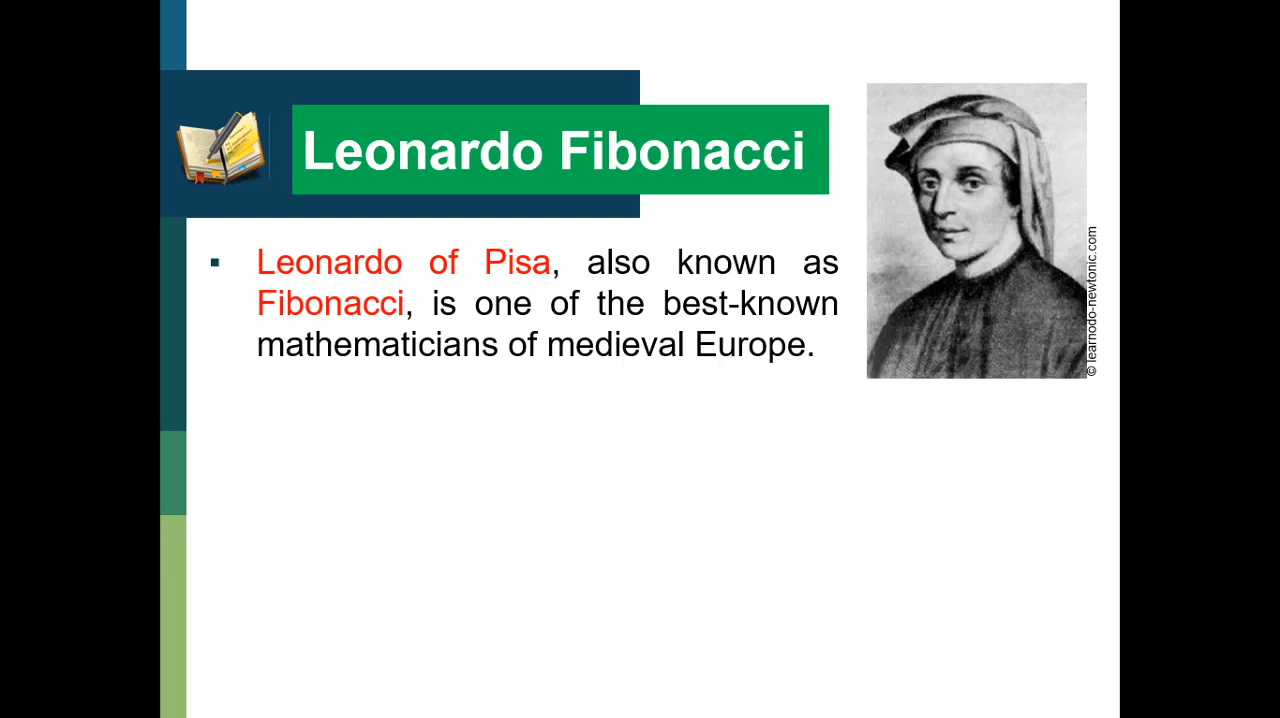 Leonardo Fibonacci
▪ Leonardo of Pisa, also known as
Fibonacci, is one of the best-known
mathematicians of medieval Europe.
© learnodo-newtonic.com